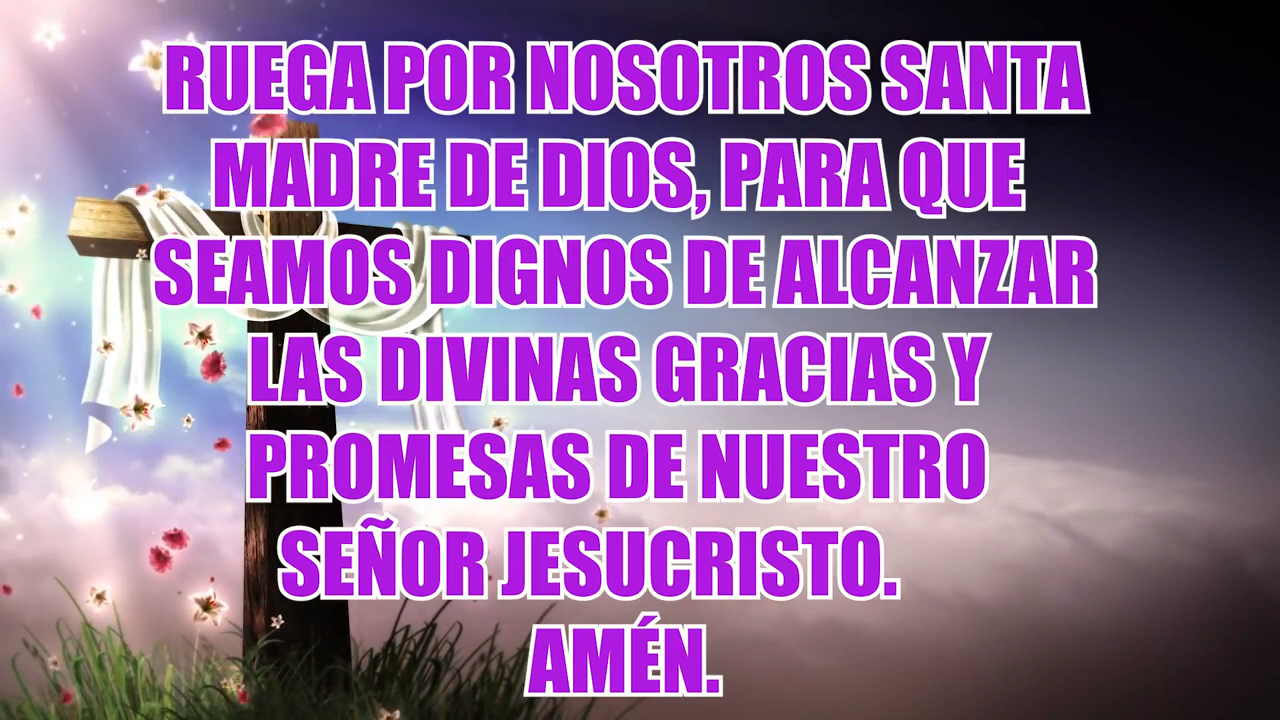 RUEGA POR NOSOTROS SANTA
MADRE DE DIOS, PARA QUE
SEAMOS DIGNOS DE ALCANZAR
LAS DIVINAS GRACIAS Y
PROMESAS DE NUESTRO
SEÑOR JESUCRISTO.
AMÉN.